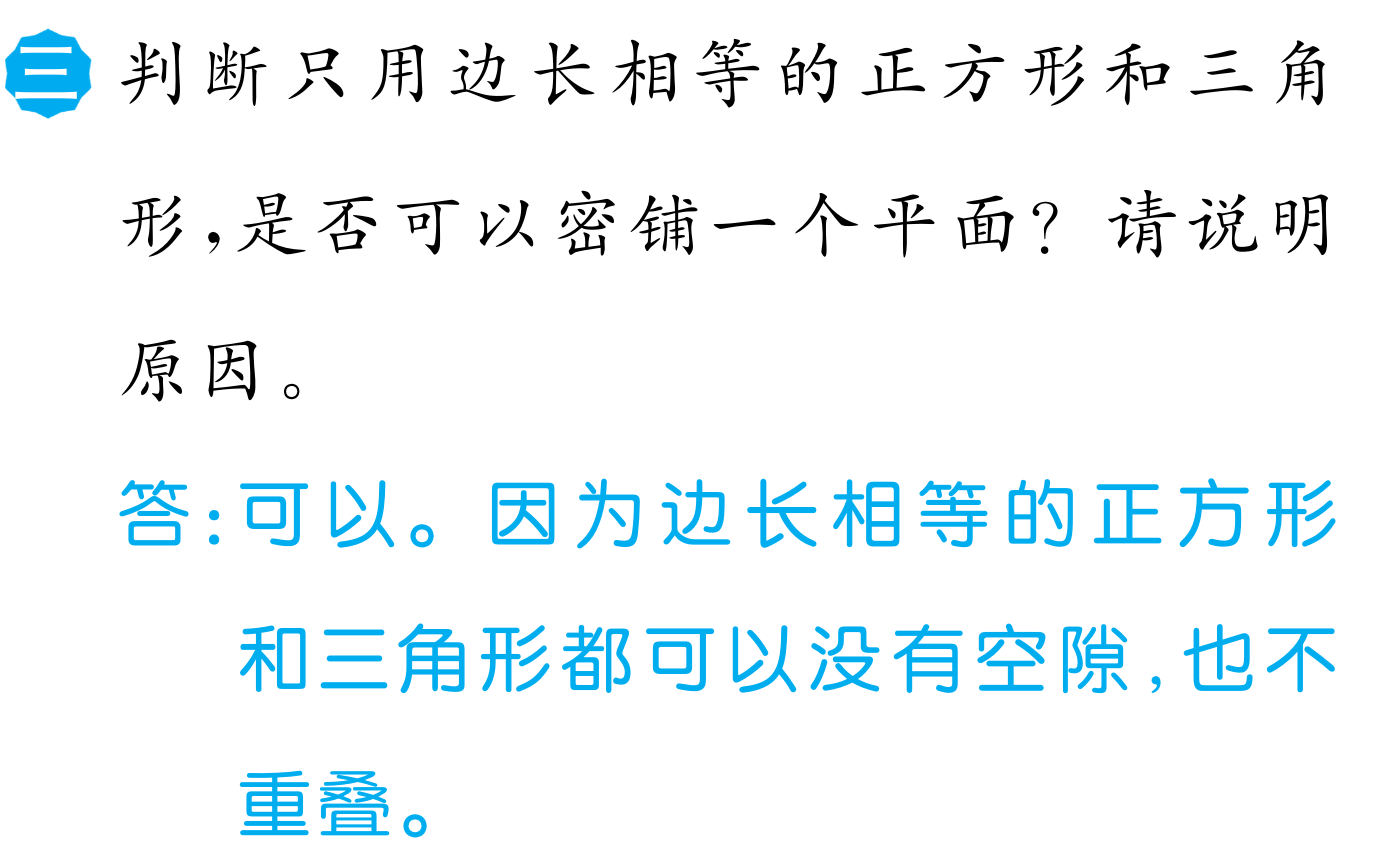 三 判断只用边长相等的正方形和三角
形,是否可以密铺一个平面? 请说明
原因。
答:可以。因为边长相等的正方形
和三角形都可以没有空隙,也不
重叠。